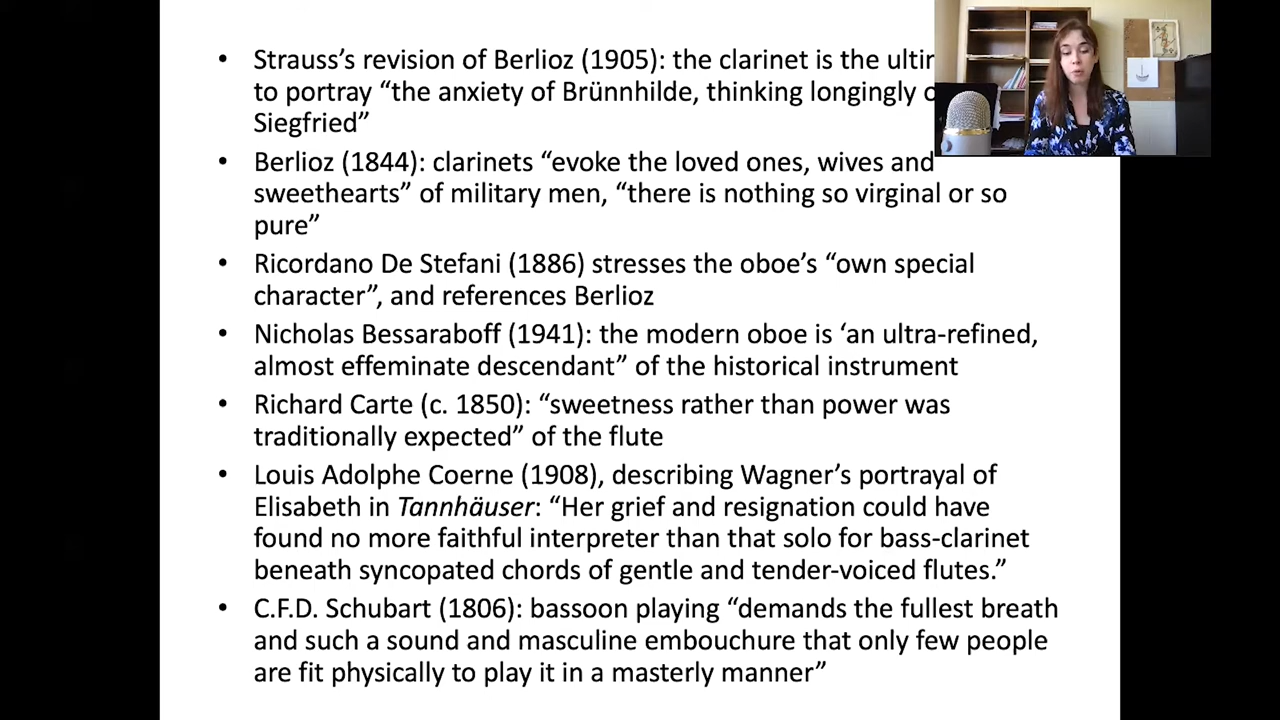 • Strauss's revision of Berlioz (1905): the clarinet is the
to portray “the anxiety of Brünnhilde, thinking longingly
Siegfried”
• Berlioz (1844): clarinets “evoke the loved ones, wives and
sweethearts” of military men, “there is nothing so virginal or so
pure”
• Ricordano De Stefani (1886) stresses the oboe's “own special
character”, and references Berlioz
• Nicholas Bessaraboff (1941): the modern oboe is ‘an ultra-refined,
almost effeminate descendant” of the historical instrument
• Richard Carte (c. 1850): “sweetness rather than power was
traditionally expected” of the flute
• Louis Adolphe Coerne (1908), describing Wagner's portrayal of
Elisabeth in Tannhäuser: “Her grief and resignation could have
found no more faithful interpreter than that solo for bass-clarinet
beneath syncopated chords of gentle and tender-voiced flutes.”
• C.F.D. Schubart (1806): bassoon playing “demands the fullest breath
and such a sound and masculine embouchure that only few people
are fit physically to play it in a masterly manner”